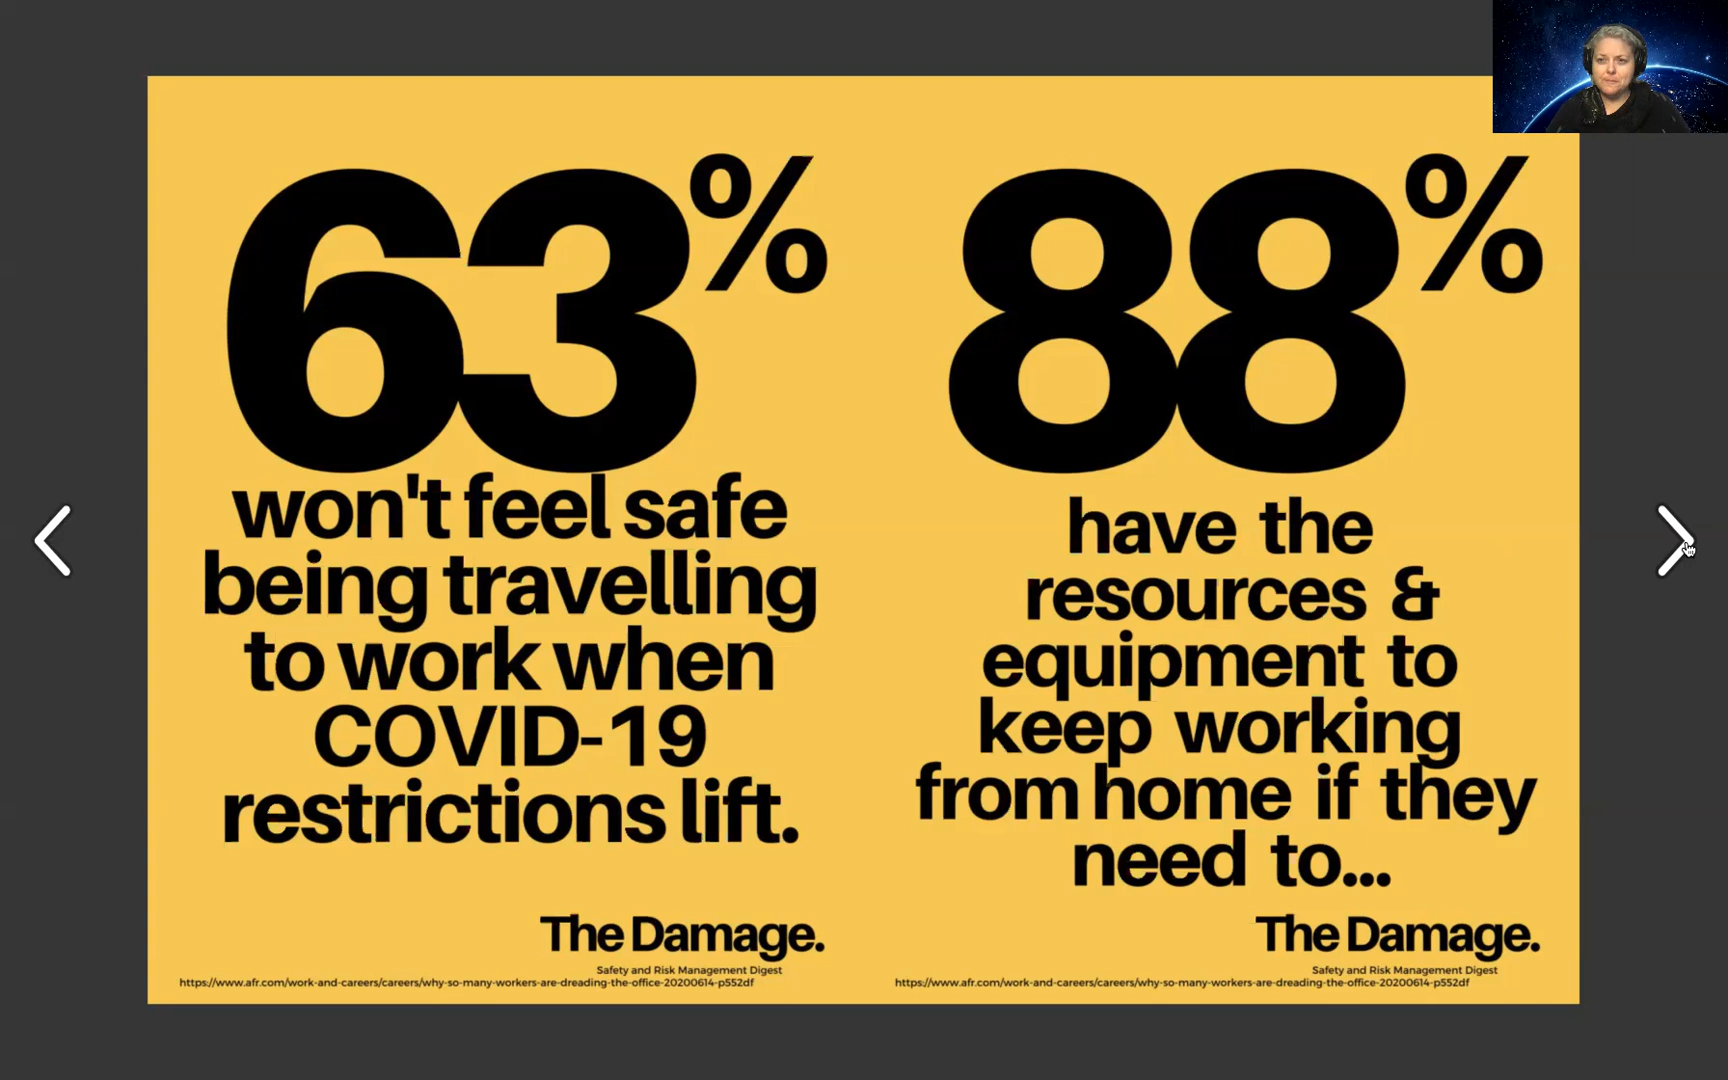 63%
won't feel safe
being travelling
to work when
COVID-19
restrictions lift.
The Damage.
Safety and Risk Management Digest
https://www.afr.com/work-and-careers/careers/why-so-many-workers-are-dreading-the-office-20200614-p552df
88%
have the
resources &
equipment to
keep working
from home if they
need to...
The Damage.
Safety and Risk Management Digest
https://www.afr.com/work-and-careers/careers/why-so-many-workers-are-dreading-the-office-20200614-p552df